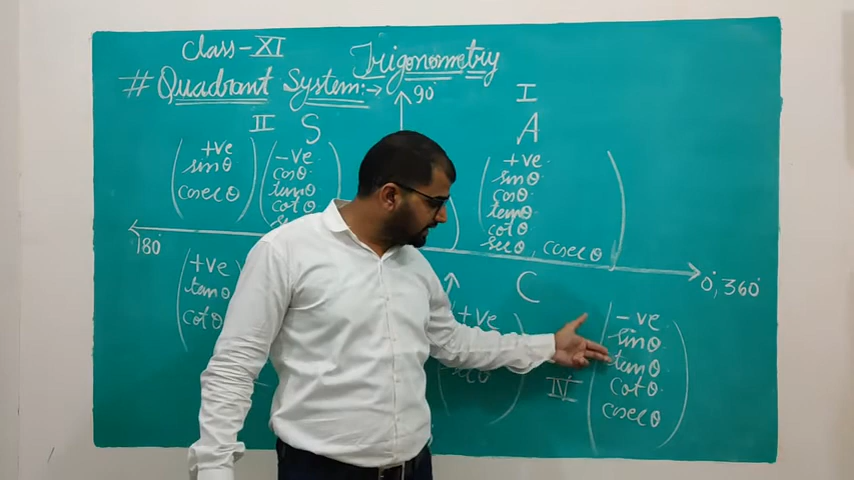 Class-XI
Trigonometry
# Quadrant System:→
90°
I
II S
A
+ve
sinθ
cosecθ
-ve
cosθ
tanθ
cotθ
+ve
sinθ
cosθ
tanθ
cotθ
secθ, cosecθ
180°
0°, 360°
+ve
tanθ
cotθ
C
+ve
IV
-ve
sinθ
tanθ
cotθ
cosecθ